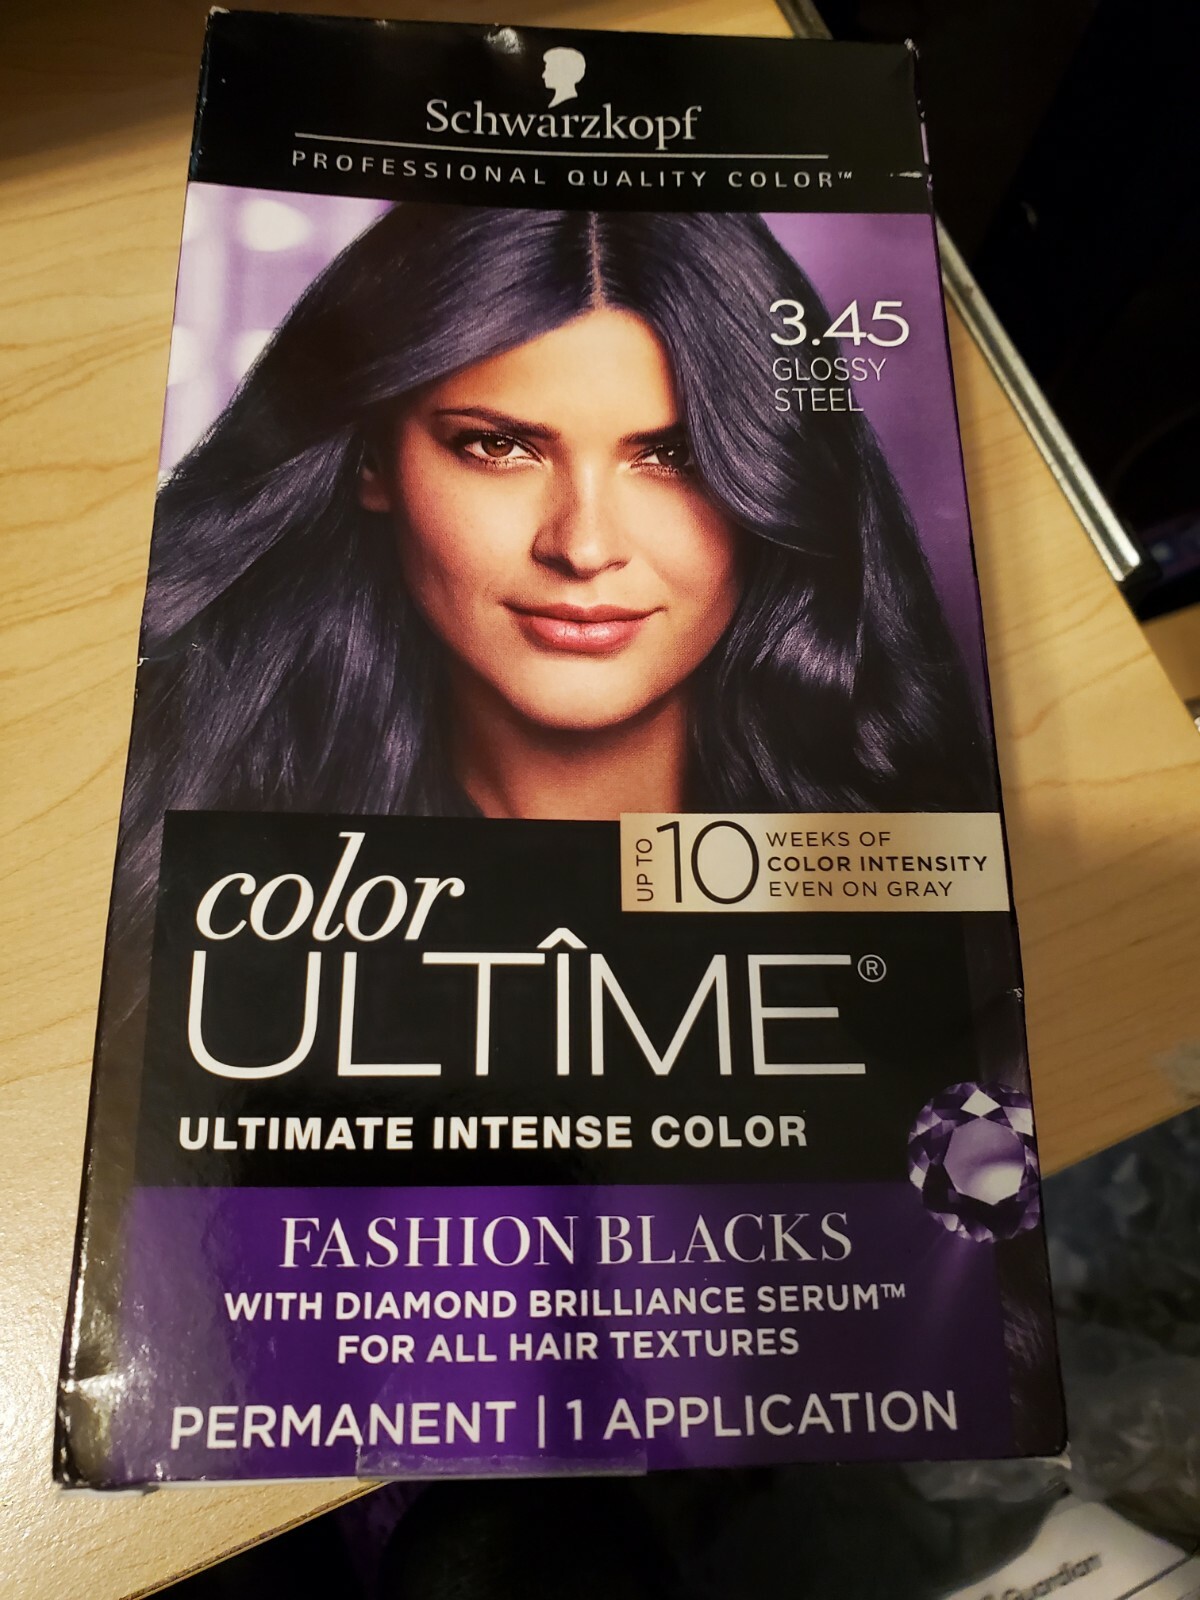 Schwarzkopf
PROFESSIONAL QUALITY COLOR™
3.45
GLOSSY
STEEL
UP TO 10 WEEKS OF
COLOR INTENSITY
EVEN ON GRAY
color
ULTÎME®
ULTIMATE INTENSE COLOR
FASHION BLACKS
WITH DIAMOND BRILLIANCE SERUM™
FOR ALL HAIR TEXTURES
PERMANENT | 1 APPLICATION
Guardian